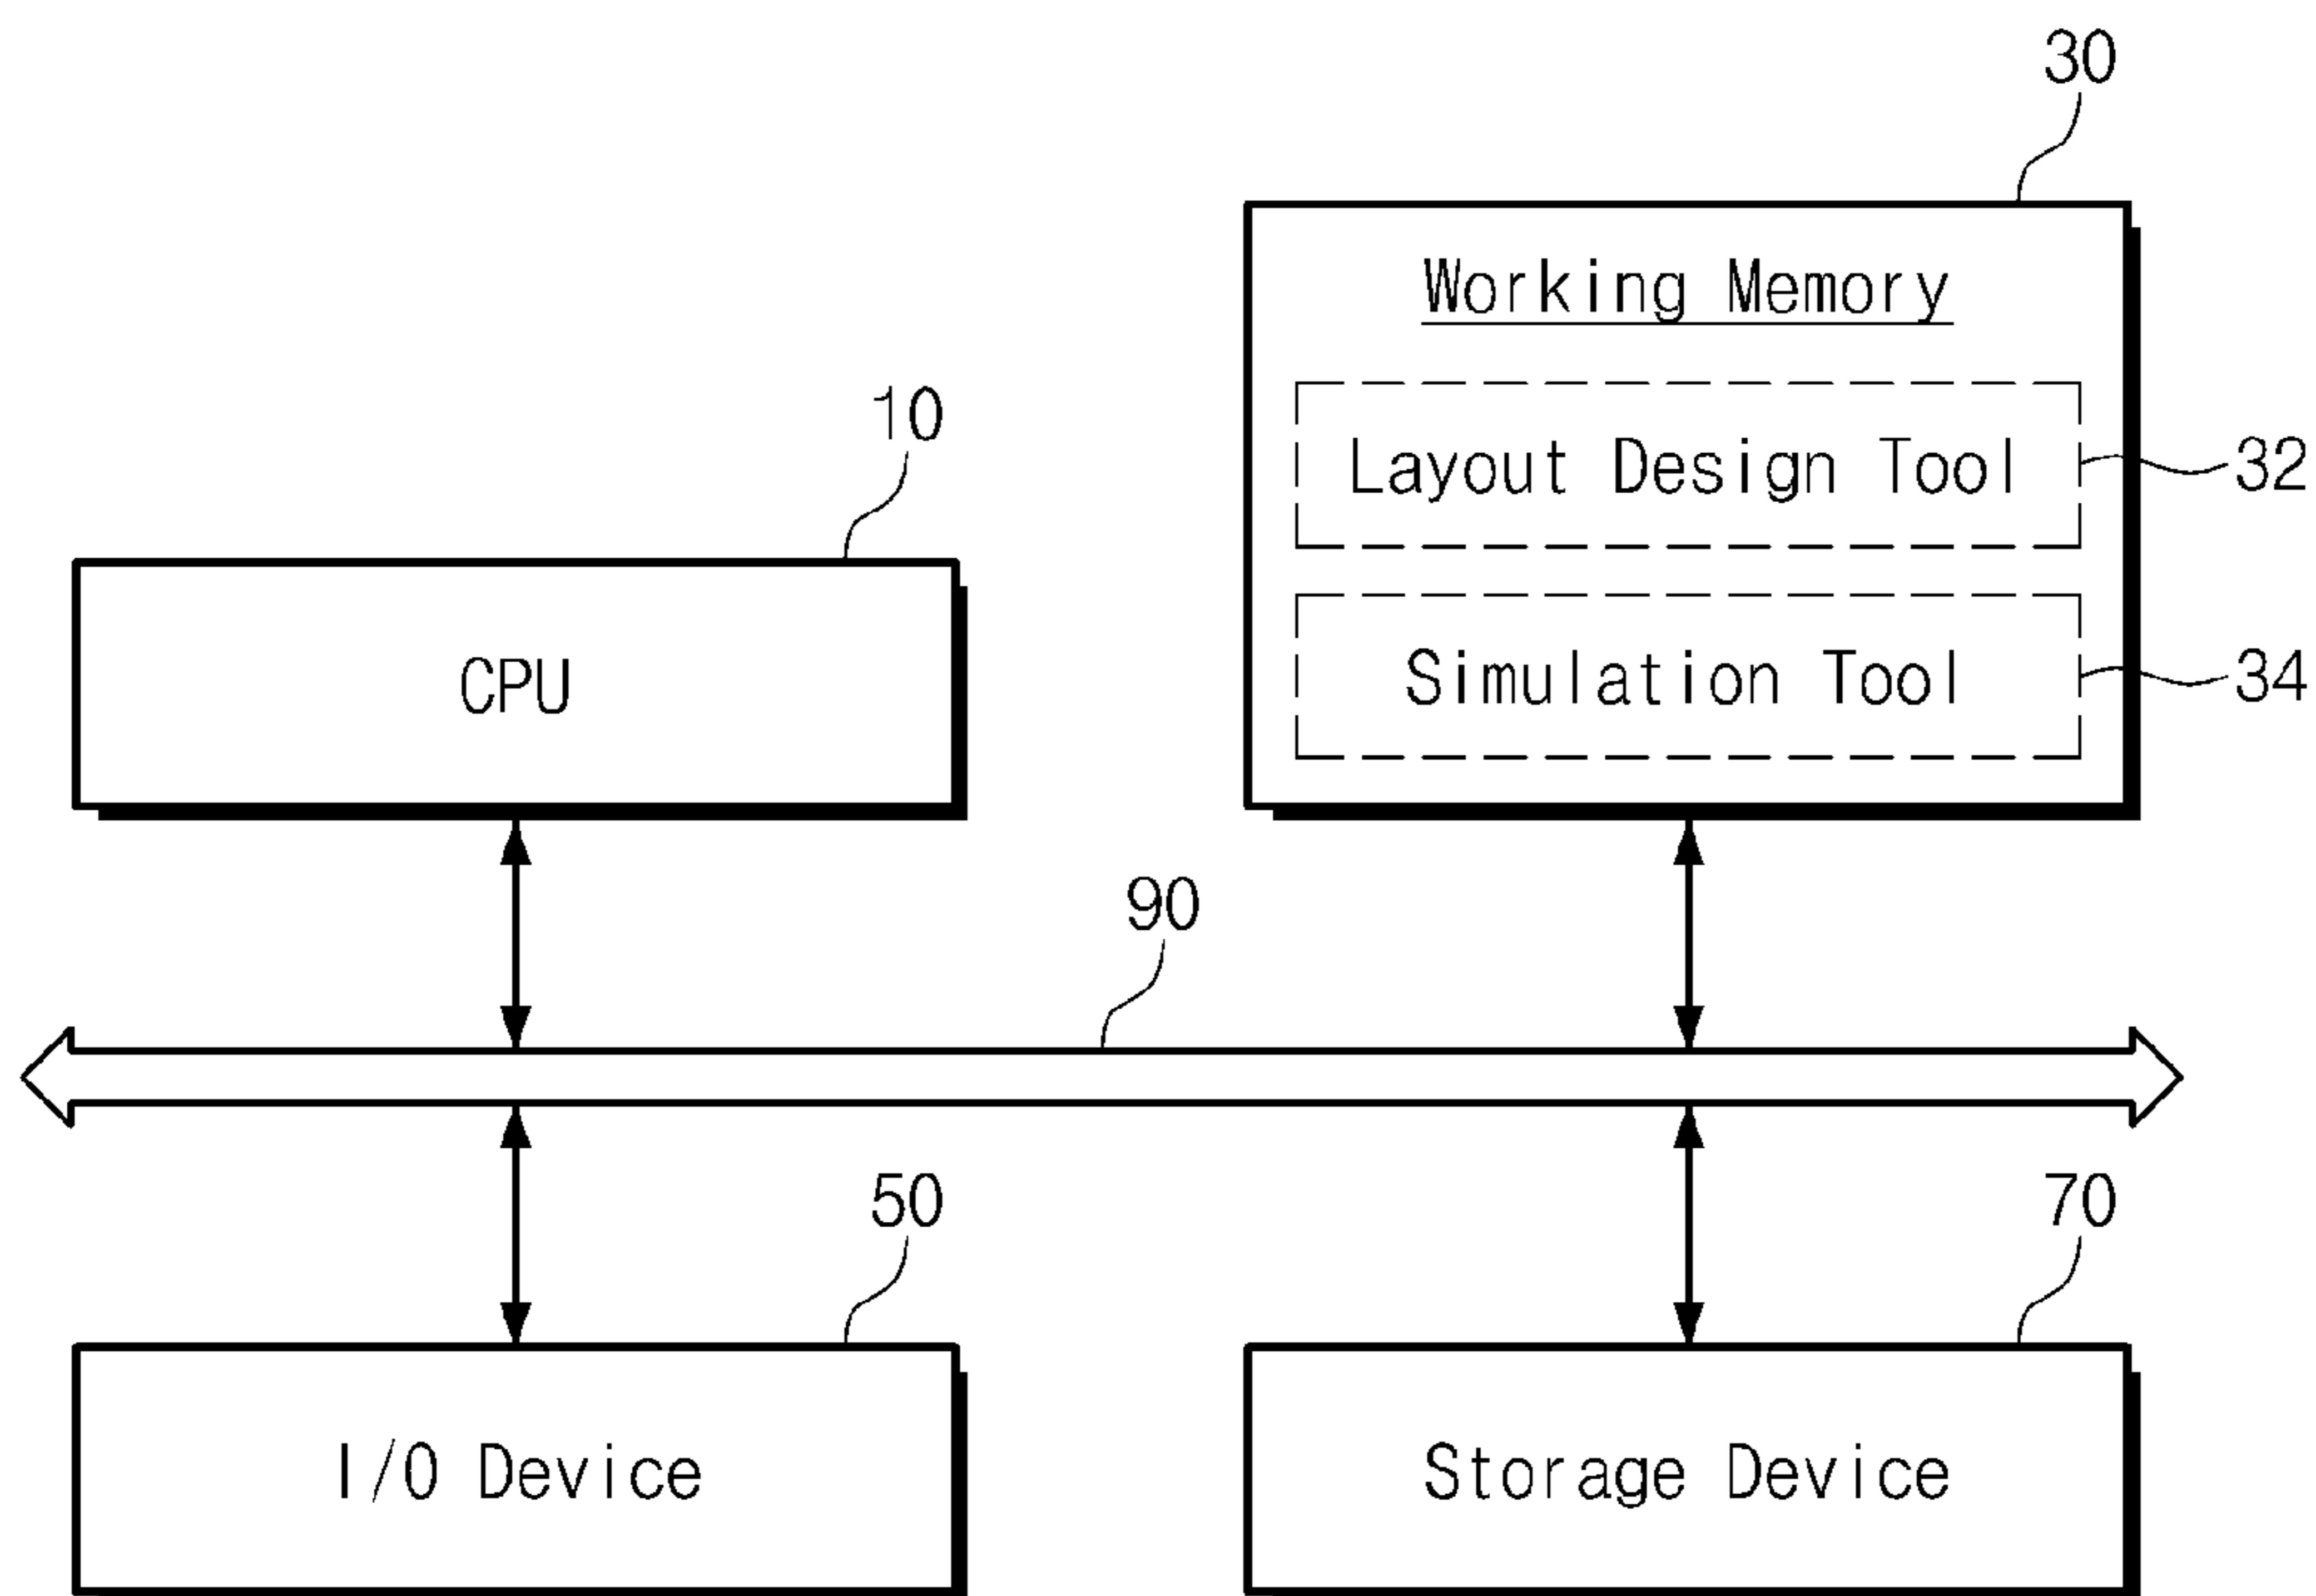 30
Working Memory
10
Layout Design Tool
32
CPU
Simulation Tool
34
90
50
70
I/O Device
Storage Device